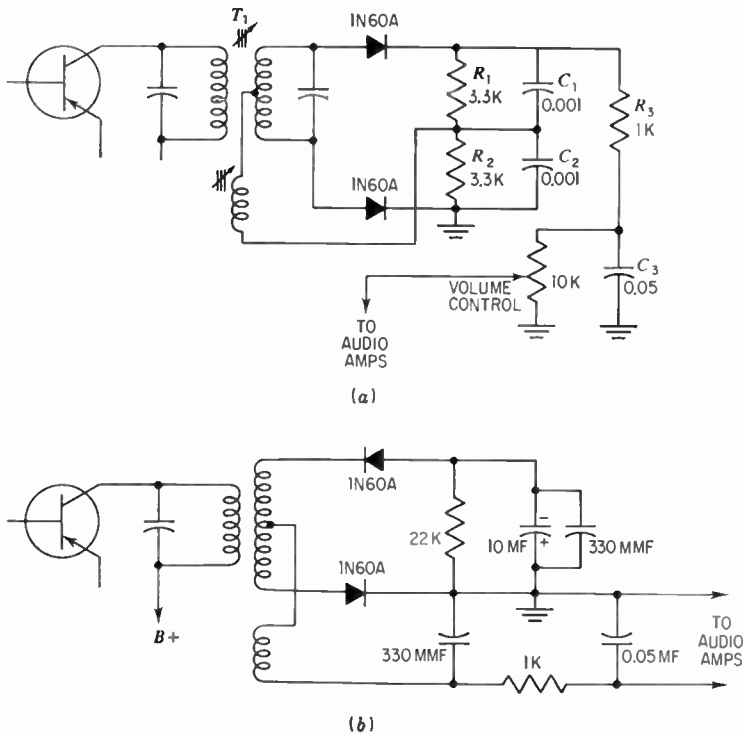 T₁
1N60A
R₁
3.3K
C₁
0.001
R₃
1K
R₂
3.3K
C₂
0.001
1N60A
VOLUME
CONTROL
10K
C₃
0.05
TO
AUDIO
AMPS
(a)
1N60A
22K
−
+
10 MF
330 MMF
1N60A
B+
330 MMF
1K
0.05 MF
TO
AUDIO
AMPS
(b)